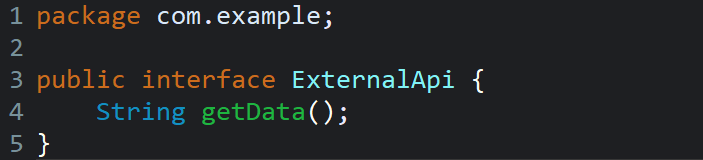 1 package com.example;
2
3 public interface ExternalApi {
4     String getData();
5 }